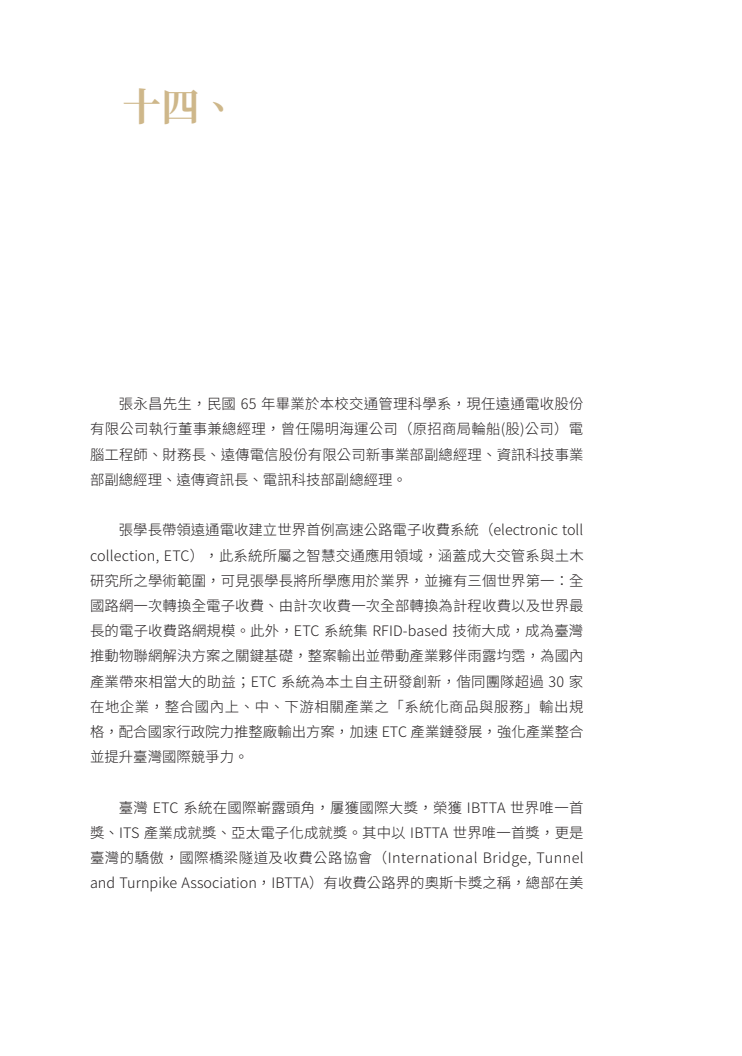 十四、
張永昌先生，民國 65 年畢業於本校交通管理科學系，現任遠通電收股份
有限公司執行董事兼總經理，曾任陽明海運公司（原招商局輪船(股)公司）電
腦工程師、財務長、遠傳電信股份有限公司新事業部副總經理、資訊科技事業
部副總經理、遠傳資訊長、電訊科技部副總經理。
張學長帶領遠通電收建立世界首例高速公路電子收費系統（electronic toll
collection, ETC），此系統所屬之智慧交通應用領域，涵蓋成大交管系與土木
研究所之學術範圍，可見張學長將所學應用於業界，並擁有三個世界第一：全
國路網一次轉換全電子收費、由計次收費一次全部轉換為計程收費以及世界最
長的電子收費路網規模。此外，ETC 系統集 RFID-based 技術大成，成為臺灣
推動物聯網解決方案之關鍵基礎，整案輸出並帶動產業夥伴雨露均霑，為國內
產業帶來相當大的助益；ETC 系統為本土自主研發創新，偕同團隊超過 30 家
在地企業，整合國內上、中、下游相關產業之「系統化商品與服務」輸出規
格，配合國家行政院力推整廠輸出方案，加速 ETC 產業鏈發展，強化產業整合
並提升臺灣國際競爭力。
臺灣 ETC 系統在國際嶄露頭角，屢獲國際大獎，榮獲 IBTTA 世界唯一首
獎、ITS 產業成就獎、亞太電子化成就獎。其中以 IBTTA 世界唯一首獎，更是
臺灣的驕傲，國際橋梁隧道及收費公路協會（International Bridge, Tunnel
and Turnpike Association，IBTTA）有收費公路界的奧斯卡獎之稱，總部在美